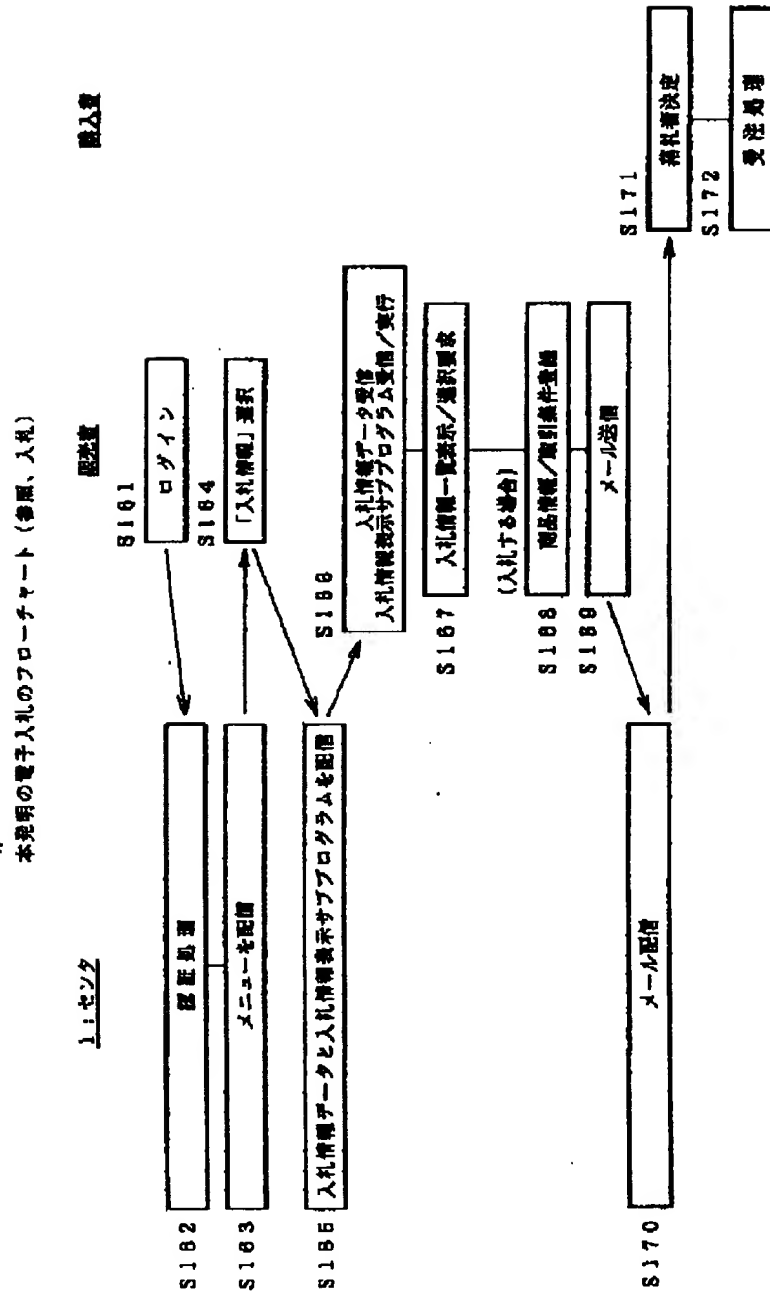 本発明の電子入札のフローチャート(参照、入札)
1:センタ
販売者
購入者
S161
ログイン
S162
認証処理
S163
メニューを配信
S164
「入札情報」選択
S165
入札情報データと入札情報表示サブプログラムを配信
S166
入札情報データ受信
入札情報表示サブプログラム受信/実行
S167
入札情報一覧表示/選択要求
(入札する場合)
S168
商品情報/取引条件登録
S169
メール送信
S170
メール配信
S171
落札者決定
S172
受注処理